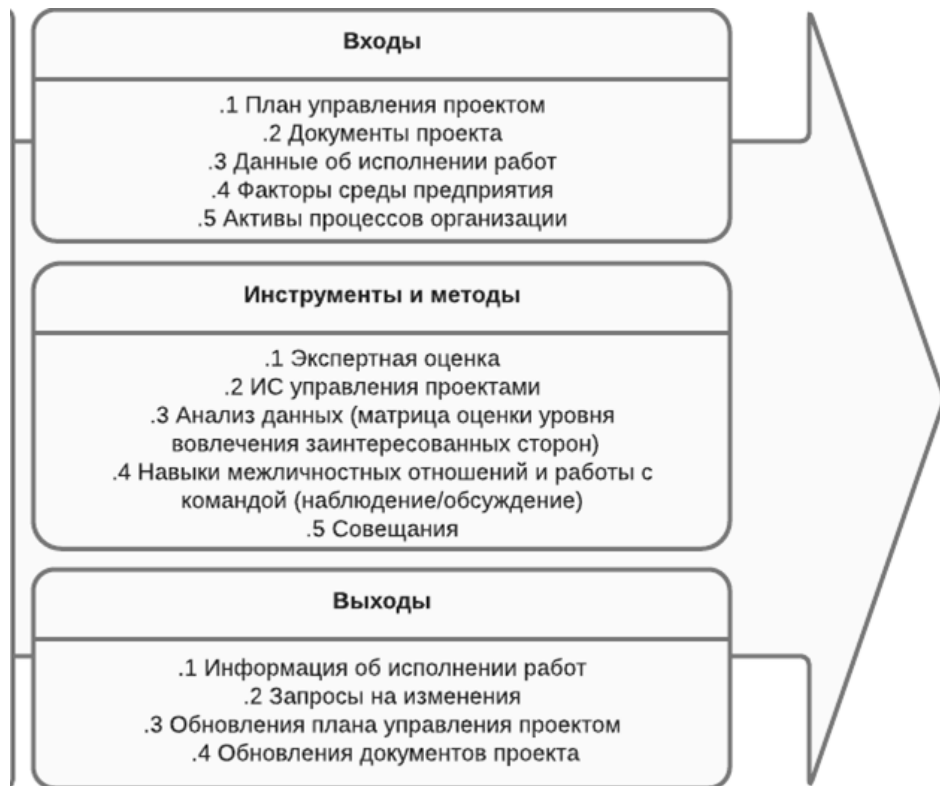 Входы
.1 План управления проектом
.2 Документы проекта
.3 Данные об исполнении работ
.4 Факторы среды предприятия
.5 Активы процессов организации
Инструменты и методы
.1 Экспертная оценка
.2 ИС управления проектами
.3 Анализ данных (матрица оценки уровня
вовлечения заинтересованных сторон)
.4 Навыки межличностных отношений и работы с
командой (наблюдение/обсуждение)
.5 Совещания
Выходы
.1 Информация об исполнении работ
.2 Запросы на изменения
.3 Обновления плана управления проектом
.4 Обновления документов проекта